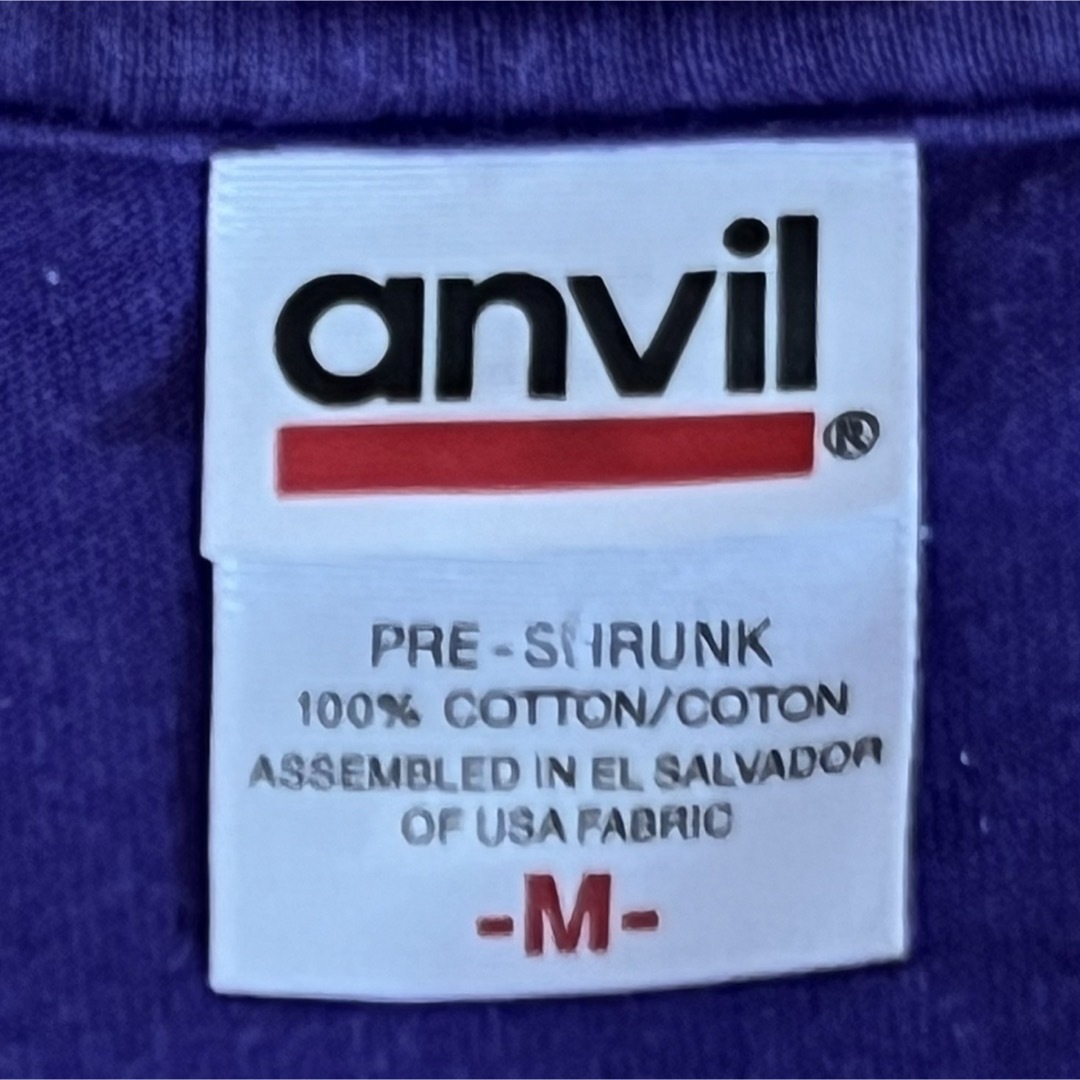 anvil®
PRE-SHRUNK
100% COTTON/COTON
ASSEMBLED IN EL SALVADOR
OF USA FABRIC
-M-